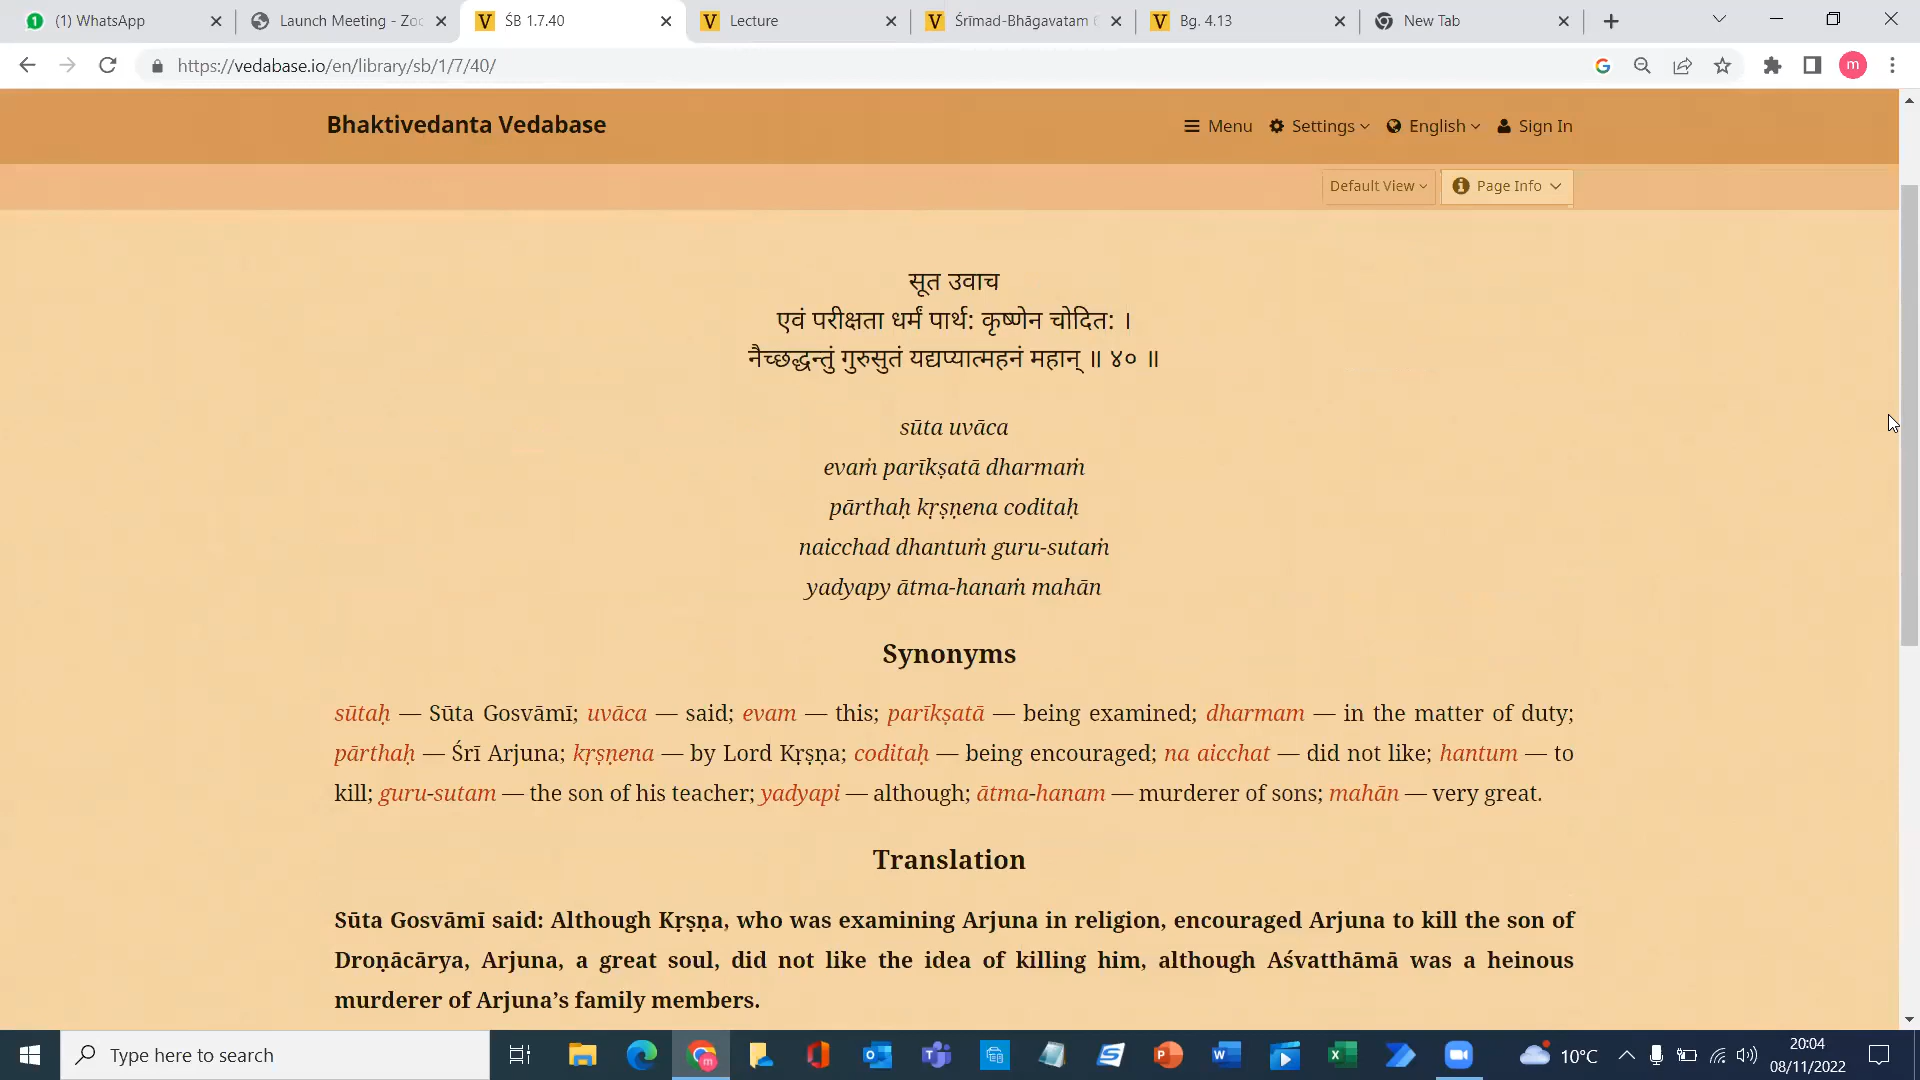 (1) WhatsApp
Launch Meeting - Zoo
ŚB 1.7.40
Lecture
Śrīmad-Bhāgavatam
Bg. 4.13
New Tab
https://vedabase.io/en/library/sb/1/7/40/
m
Bhaktivedanta Vedabase
Menu Settings English Sign In
Default View Page Info
सूत उवाच
एवं परीक्षता धर्मं पार्थ: कृष्णेन चोदित: ।
नैच्छद्धन्तुं गुरुसुतं यद्यप्यात्महनं महान् ॥ ४० ॥
sūta uvāca
evaṁ parīkṣatā dharmaṁ
pārthaḥ kṛṣṇena coditaḥ
naicchad dhantuṁ guru-sutaṁ
yadyapy ātma-hanaṁ mahān
Synonyms
sūtaḥ — Sūta Gosvāmī; uvāca — said; evam — this; parīkṣatā — being examined; dharmam — in the matter of duty;
pārthaḥ — Śrī Arjuna; kṛṣṇena — by Lord Kṛṣṇa; coditaḥ — being encouraged; na aicchat — did not like; hantum — to
kill; guru-sutam — the son of his teacher; yadyapi — although; ātma-hanam — murderer of sons; mahān — very great.
Translation
Sūta Gosvāmī said: Although Kṛṣṇa, who was examining Arjuna in religion, encouraged Arjuna to kill the son of
Droṇācārya, Arjuna, a great soul, did not like the idea of killing him, although Aśvatthāmā was a heinous
murderer of Arjuna's family members.
Type here to search
10°C
20:04
08/11/2022